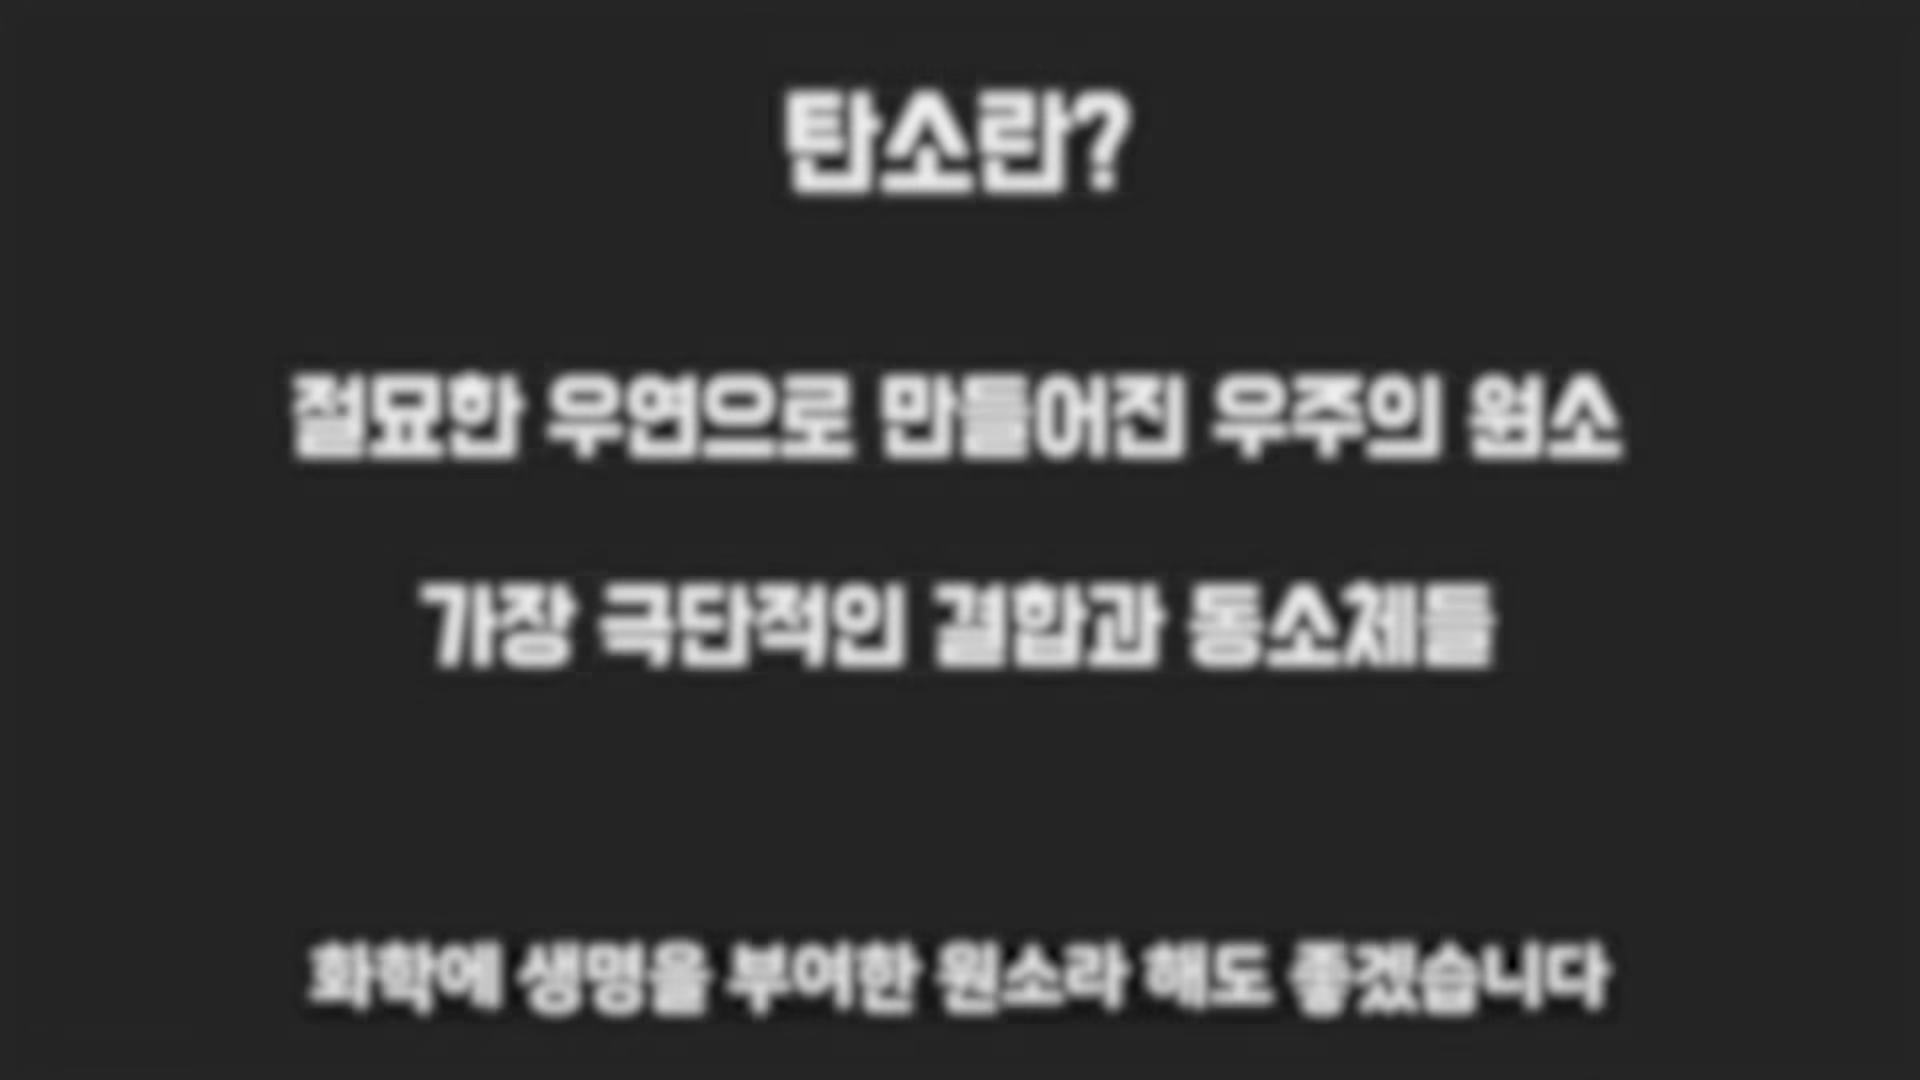 탄소란?
절묘한 우연으로 만들어진 우주의 원소
가장 극단적인 결합과 동소체들
화학에 생명을 부여한 원소라 해도 좋겠습니다